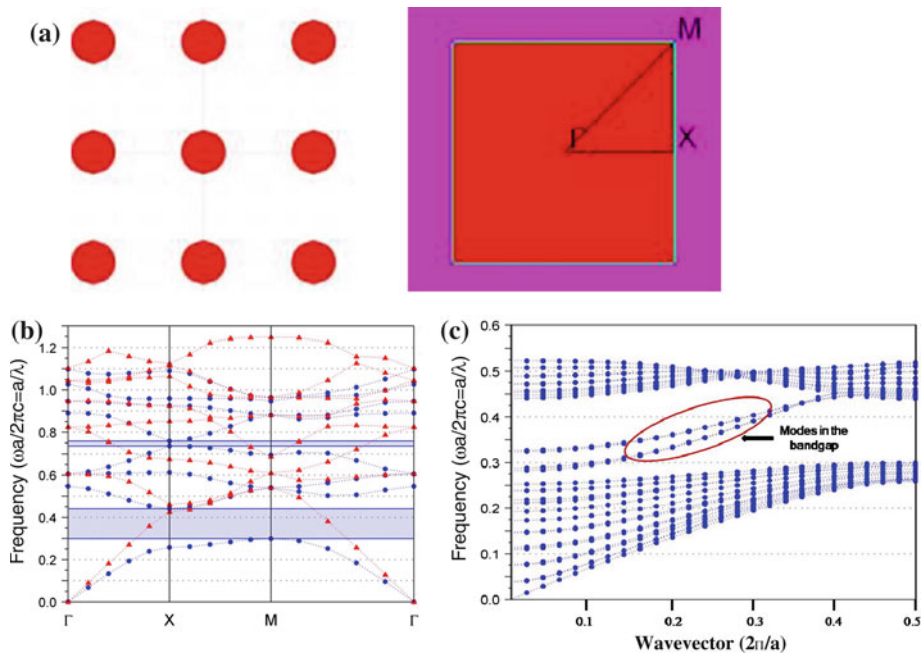 (a)
M
Γ
X
(b)
Frequency (ωa/2πc=a/λ)
1.2
1.0
0.8
0.6
0.4
0.2
0.0
Γ
X
M
Γ
(c)
Frequency (ωa/2πc=a/λ)
0.6
0.5
0.4
0.3
0.2
0.1
0.0
Modes in the
bandgap
0.1
0.2
0.3
0.4
0.5
Wavevector (2π/a)